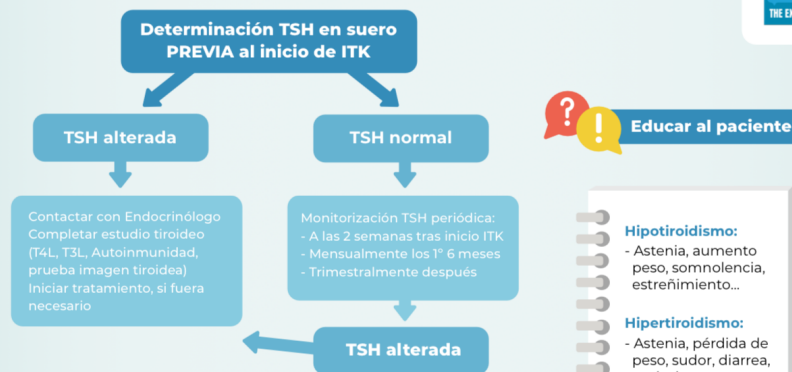 THE EX
Determinación TSH en suero
PREVIA al inicio de ITK
TSH alterada
TSH normal
Contactar con Endocrinólogo
Completar estudio tiroideo
(T4L, T3L, Autoinmunidad,
prueba imagen tiroidea)
Iniciar tratamiento, si fuera
necesario
Monitorización TSH periódica:
- A las 2 semanas tras inicio ITK
- Mensualmente los 1º 6 meses
- Trimestralmente después
TSH alterada
? !
Educar al paciente
Hipotiroidismo:
- Astenia, aumento
peso, somnolencia,
estreñimiento...
Hipertiroidismo:
- Astenia, pérdida de
peso, sudor, diarrea,